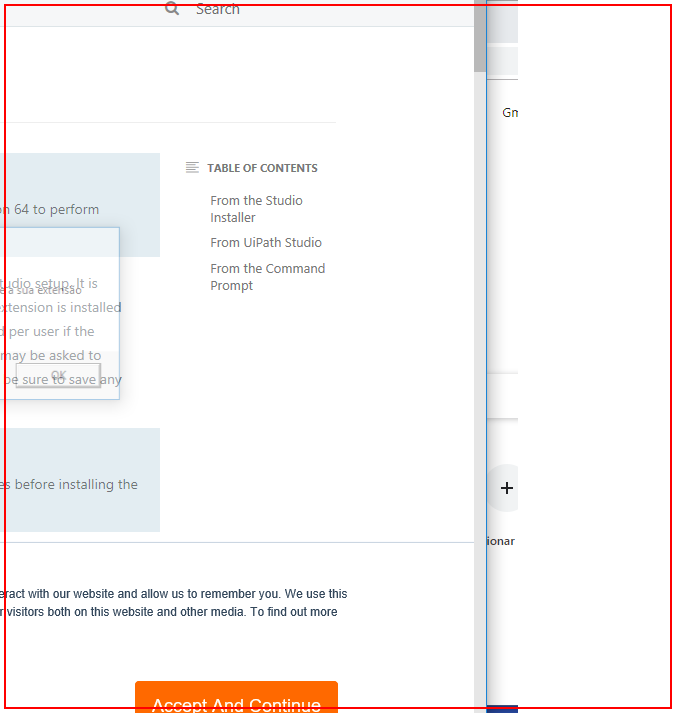 Search
Gm
TABLE OF CONTENTS
From the Studio
Installer
From UiPath Studio
From the Command
Prompt
on 64 to perform
tudio setup. It is
e a sua extensão
extension is installed
d per user if the
may be asked to
OK
be sure to save any
es before installing the
ionar
eract with our website and allow us to remember you. We use this
r visitors both on this website and other media. To find out more
Accept And Continue